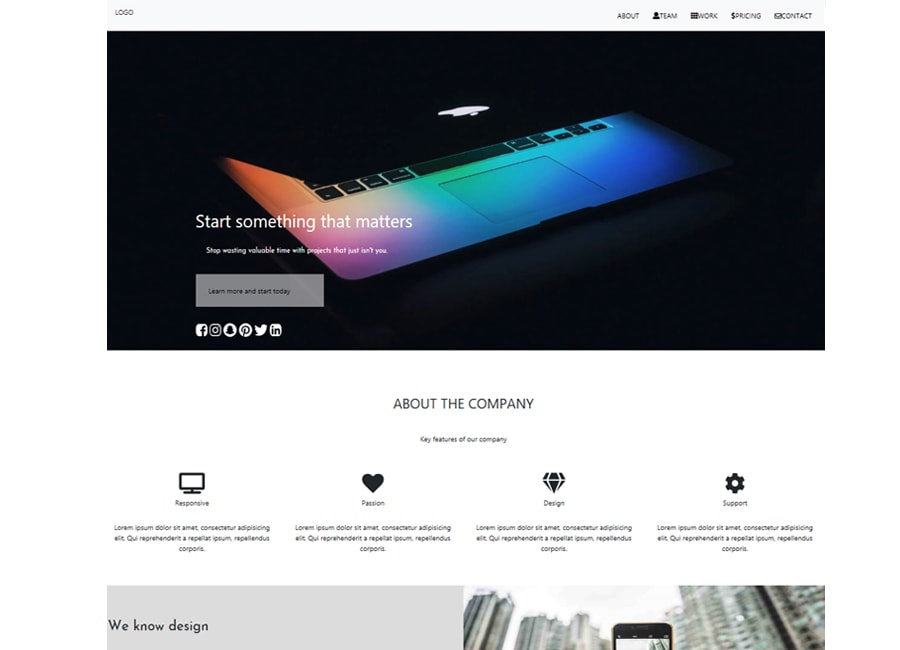 LOGO
ABOUT TEAM WORK $PRICING CONTACT
Start something that matters
Stop wasting valuable time with projects that just isn't you.
Learn more and start today
ABOUT THE COMPANY
Key features of our company
Responsive
Passion
Design
Support
Lorem ipsum dolor sit amet, consectetur adipisicing
elit. Qui reprehenderit a repellat ipsum, repellendus
corporis.
Lorem ipsum dolor sit amet, consectetur adipisicing
elit. Qui reprehenderit a repellat ipsum, repellendus
corporis.
Lorem ipsum dolor sit amet, consectetur adipisicing
elit. Qui reprehenderit a repellat ipsum, repellendus
corporis.
Lorem ipsum dolor sit amet, consectetur adipisicing
elit. Qui reprehenderit a repellat ipsum, repellendus
corporis.
We know design